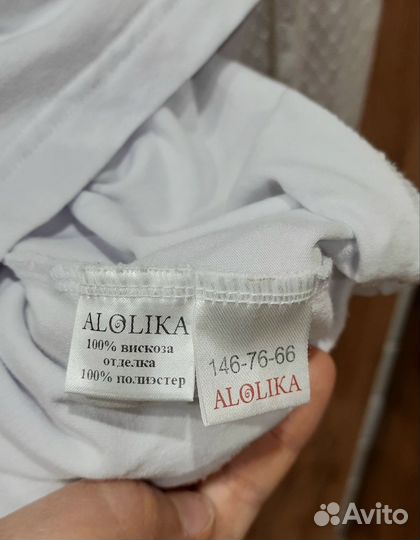 ALOLIKA
100% вискоза
отделка
100% полиэстер
146-76-66
ALOLIKA
Avito